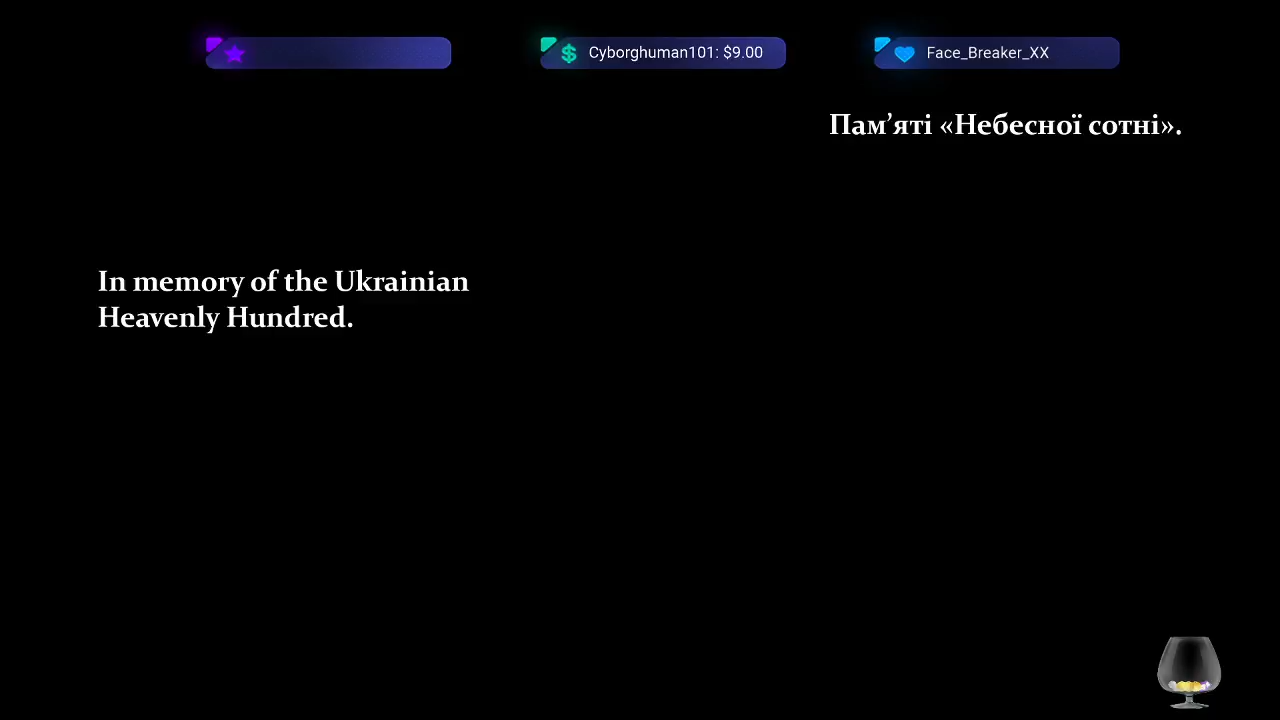 Cyborghuman101: $9.00
Face_Breaker_XX
Пам’яті «Небесної сотні».
In memory of the Ukrainian
Heavenly Hundred.